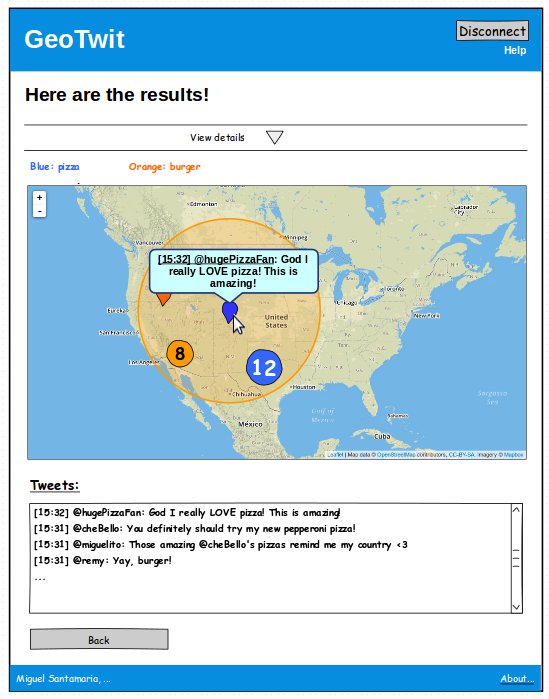 GeoTwit
Disconnect
Help
Here are the results!
View details
Blue: pizza
Orange: burger
+
-
Edmonton
Labrador City
Vancouver
Winnipeg
[15:32] @hugePizzaFan: God I
really LOVE pizza! This is
amazing!
Eureka
Chicago
New York
United
States
San Francisco
8
12
Los Angeles
Houston
Chihuahua
Gulf of
Mexico
Sargasso
Sea
México
Bahamas
Cuba
Leaflet | Map data © OpenStreetMap contributors, CC-BY-SA, Imagery © Mapbox
Tweets:
[15:32] @hugePizzaFan: God I really LOVE pizza! This is amazing!
[15:31] @cheBello: You definitely should try my new pepperoni pizza!
[15:31] @miguelito: Those amazing @cheBello's pizzas remind me my country <3
[15:31] @remy: Yay, burger!
...
Back
Miguel Santamaria, ...
About...